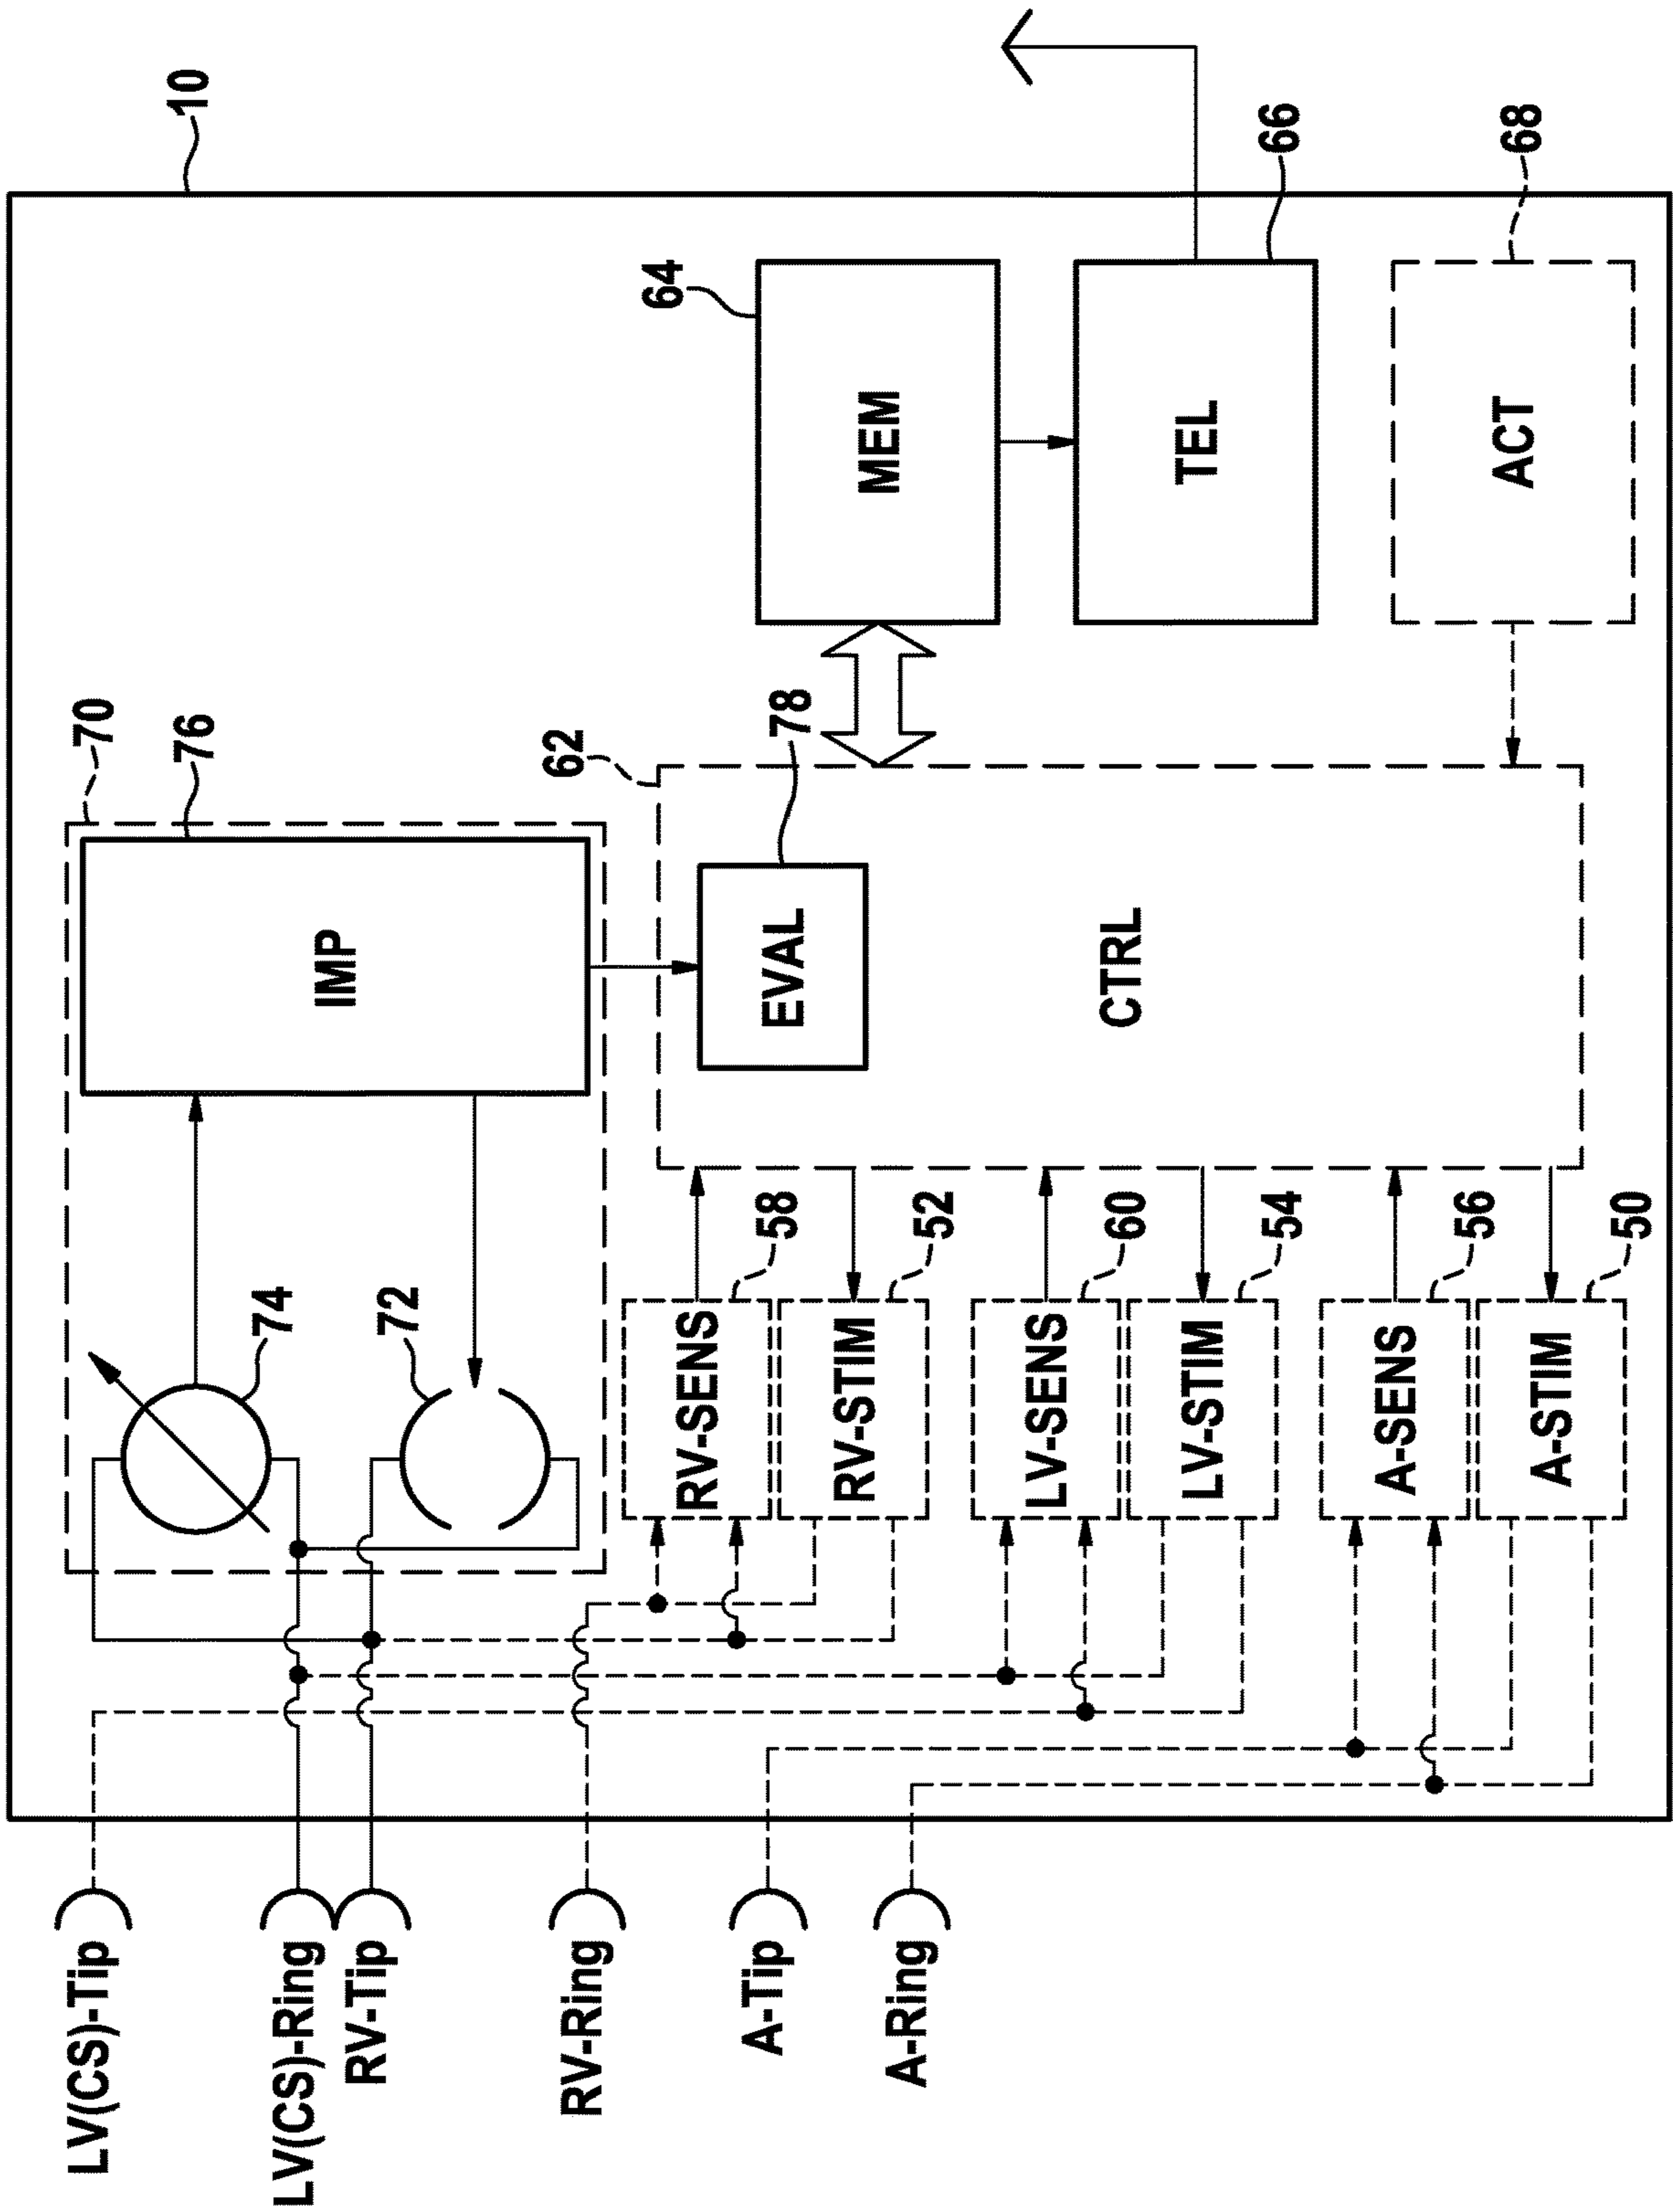 LV(CS)-Tip
LV(CS)-Ring
RV-Tip
RV-Ring
A-Tip
A-Ring
74
72
RV-SENS
58
RV-STIM
52
LV-SENS
60
LV-STIM
54
A-SENS
56
A-STIM
50
70
76
IMP
62
78
EVAL
CTRL
64
MEM
TEL
66
ACT
68
10